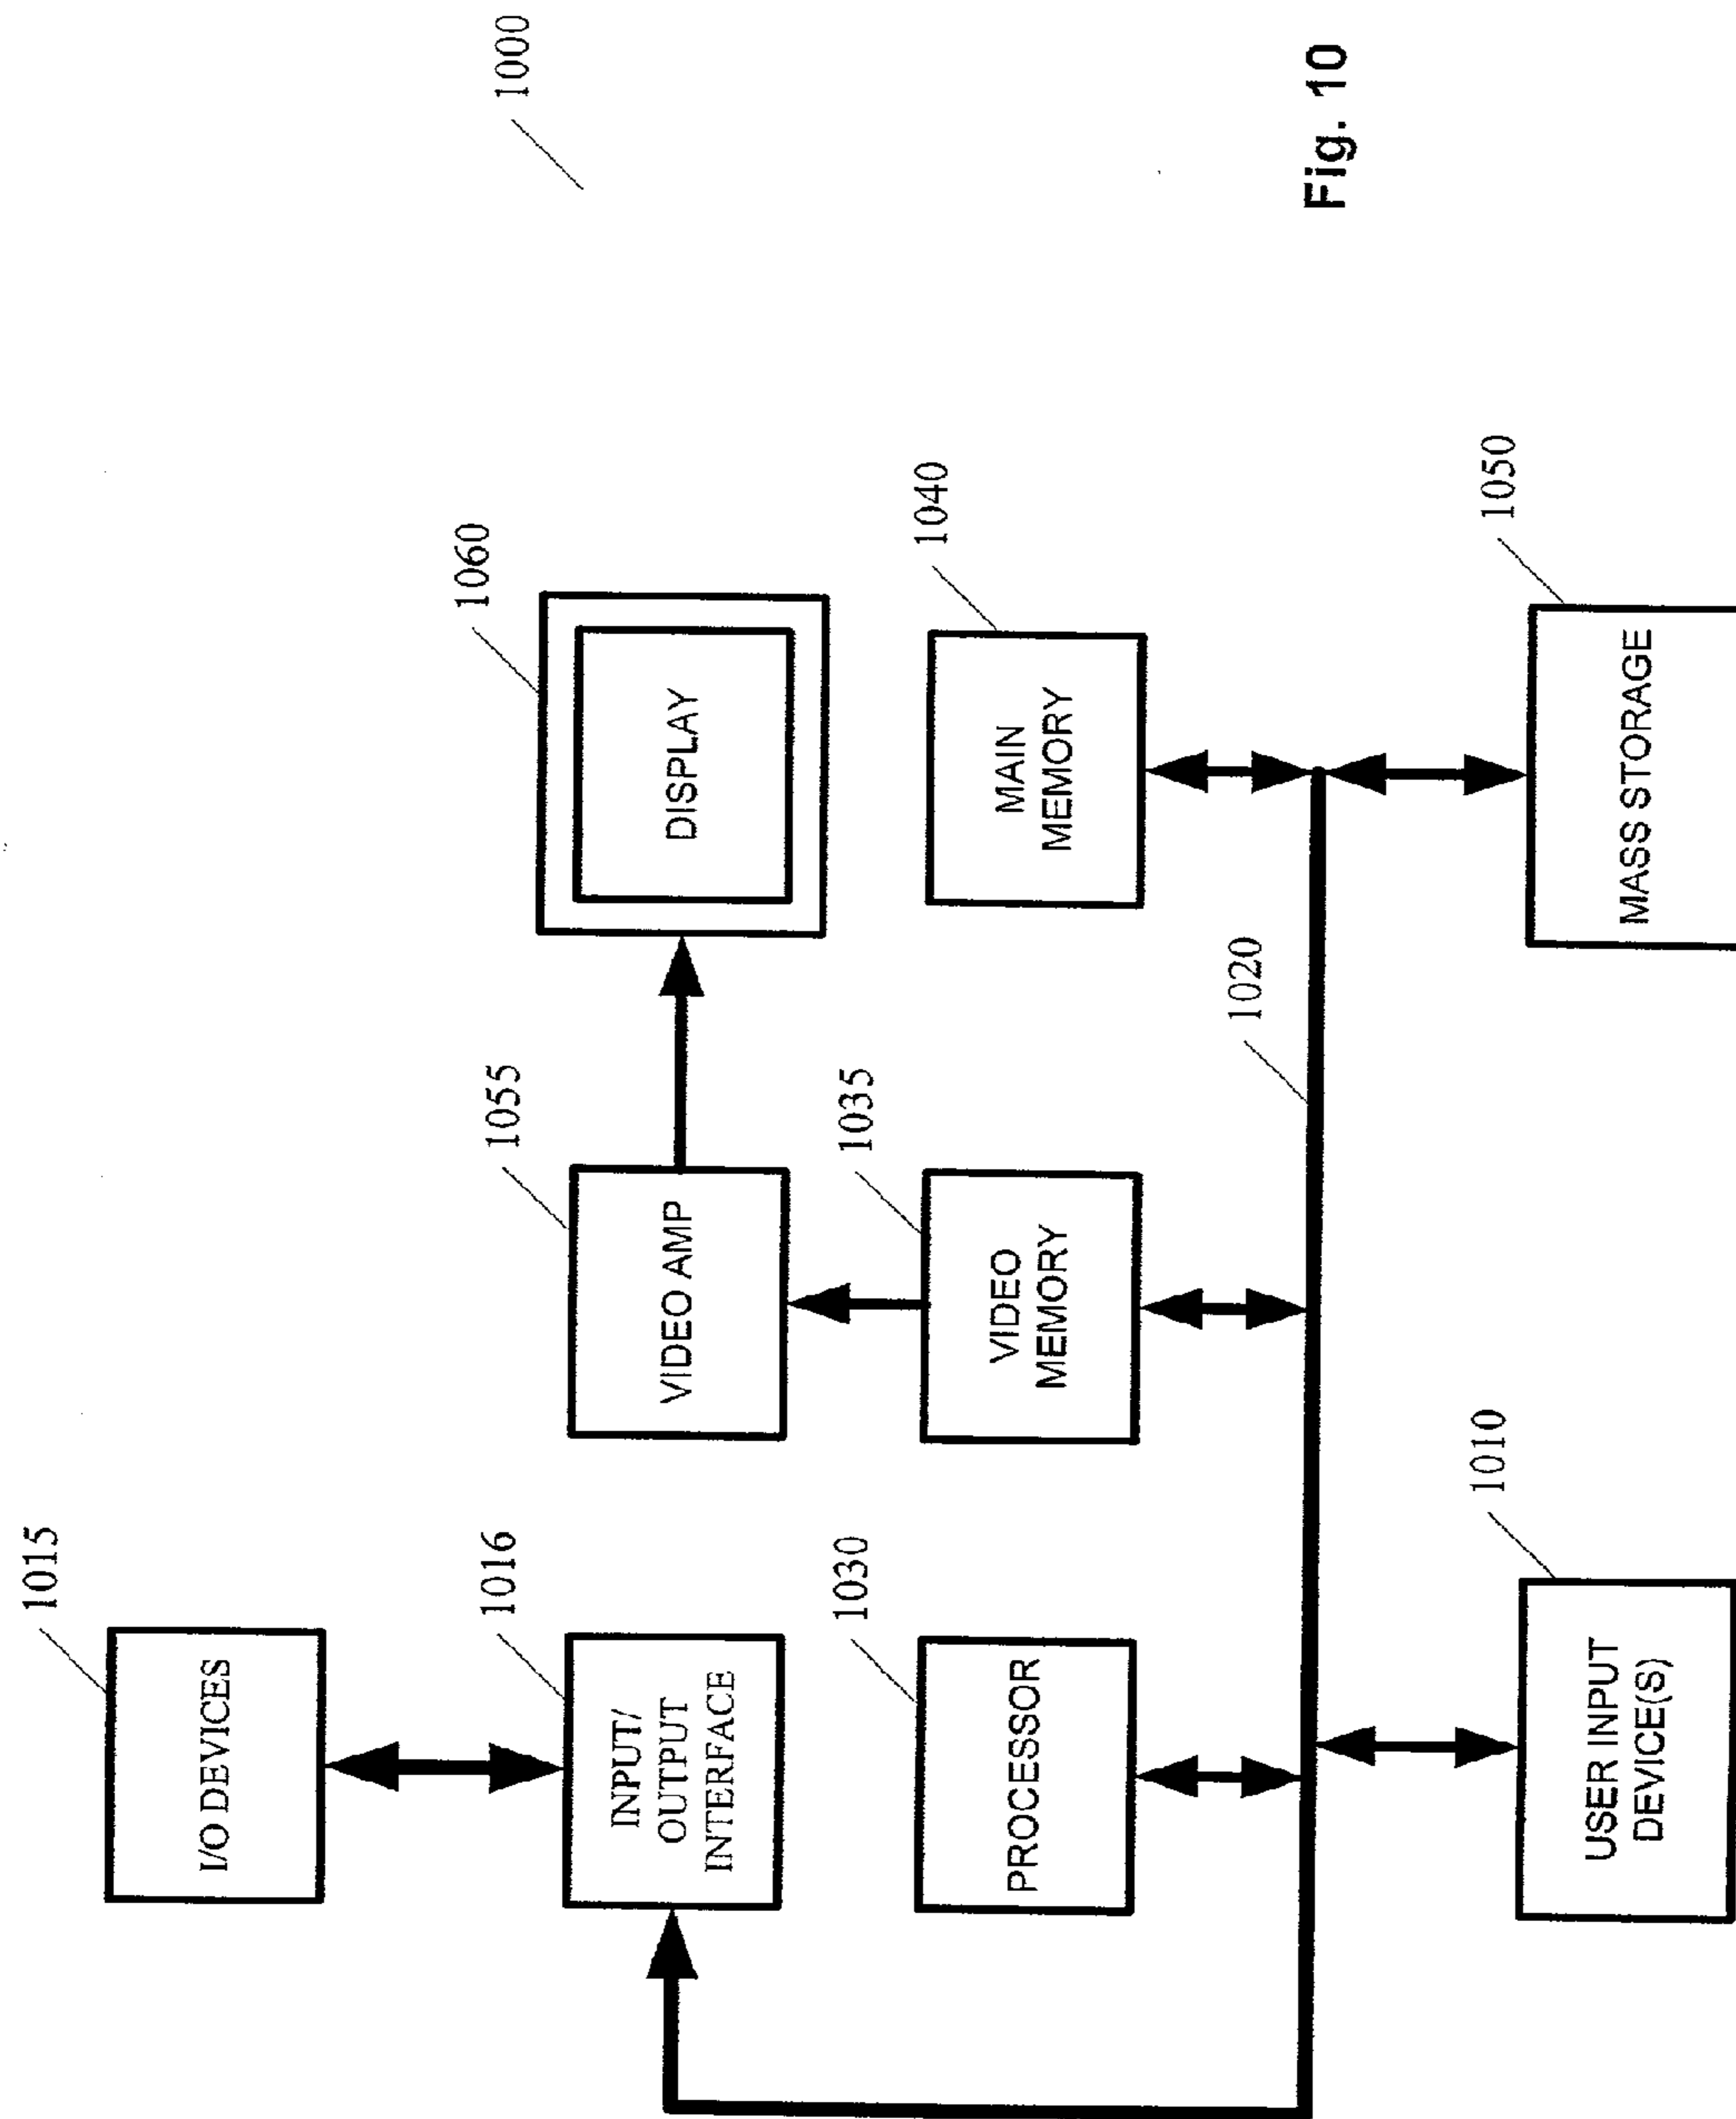 1000
1015
I/O DEVICES
1016
INPUT/
OUTPUT
INTERFACE
1055
VIDEO AMP
1060
DISPLAY
1030
PROCESSOR
1035
VIDEO
MEMORY
1040
MAIN
MEMORY
1020
1010
USER INPUT
DEVICE(S)
1050
MASS STORAGE
Fig. 10